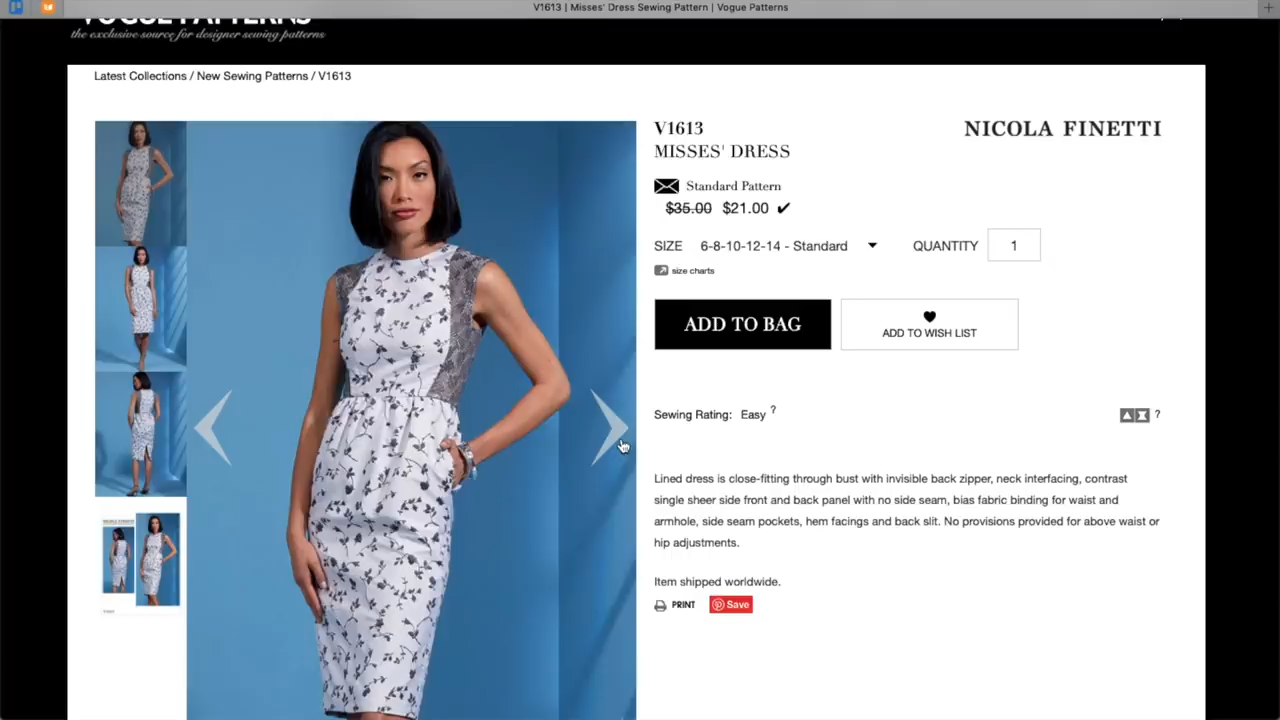 V1613 | Misses' Dress Sewing Pattern | Vogue Patterns
VOGUE PATTERNS
the exclusive source for designer sewing patterns
Latest Collections / New Sewing Patterns / V1613
V1613
NICOLA FINETTI
MISSES' DRESS
Standard Pattern
$35.00 $21.00 ✔
SIZE 6-8-10-12-14 - Standard QUANTITY 1
size charts
ADD TO BAG
ADD TO WISH LIST
Sewing Rating: Easy ?
?
Lined dress is close-fitting through bust with invisible back zipper, neck interfacing, contrast
single sheer side front and back panel with no side seam, bias fabric binding for waist and
armhole, side seam pockets, hem facings and back slit. No provisions provided for above waist or
hip adjustments.
Item shipped worldwide.
PRINT Save